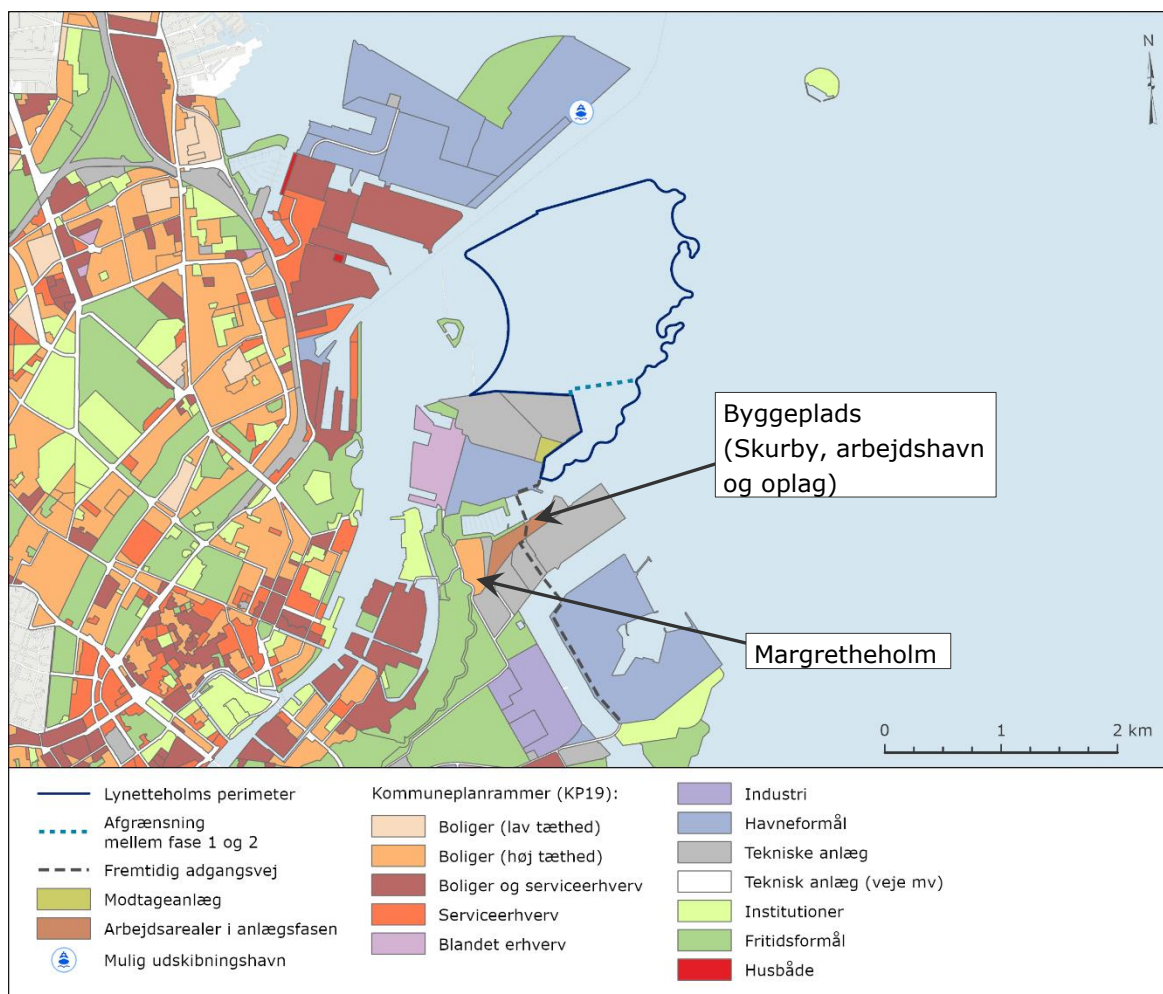 N
Byggeplads
(Skurby, arbejdshavn
og oplag)
Margretheholm
0 1 2 km
Lynetteholms perimeter
Afgrænsning
mellem fase 1 og 2
Fremtidig adgangsvej
Modtageanlæg
Arbejdsarealer i anlægsfasen
Mulig udskibningshavn
Kommuneplanrammer (KP19):
Boliger (lav tæthed)
Boliger (høj tæthed)
Boliger og serviceerhverv
Serviceerhverv
Blandet erhverv
Industri
Havneformål
Tekniske anlæg
Teknisk anlæg (veje mv)
Institutioner
Fritidsformål
Husbåde